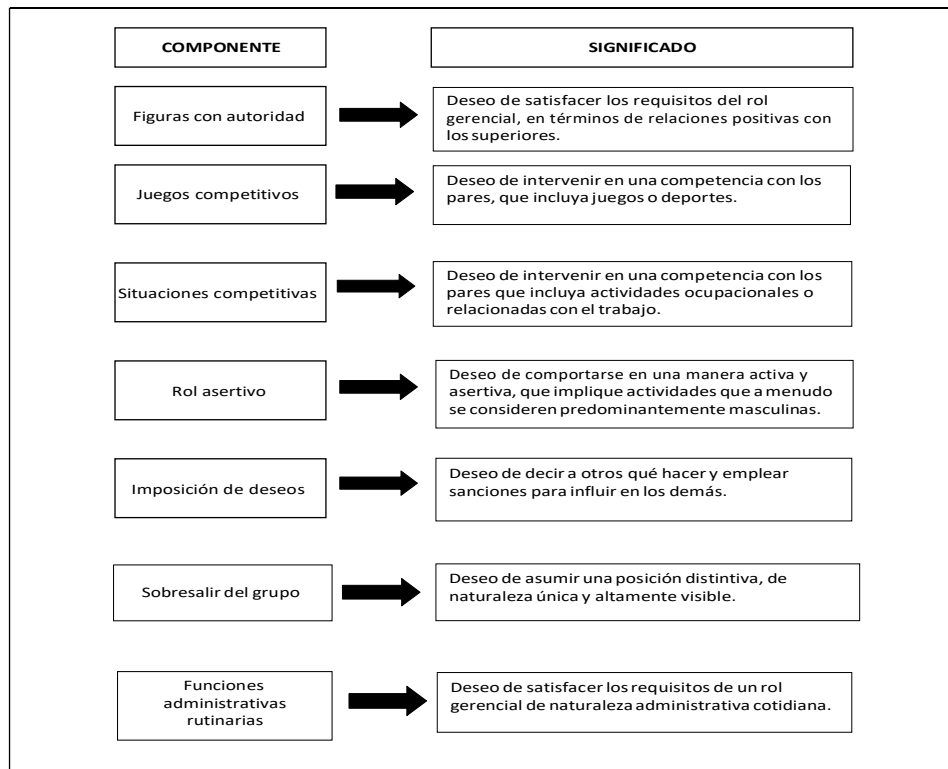 COMPONENTE
SIGNIFICADO
Figuras con autoridad
Deseo de satisfacer los requisitos del rol
gerencial, en términos de relaciones positivas con
los superiores.
Juegos competitivos
Deseo de intervenir en una competencia con los
pares, que incluya juegos o deportes.
Situaciones competitivas
Deseo de intervenir en una competencia con los
pares que incluya actividades ocupacionales o
relacionadas con el trabajo.
Rol asertivo
Deseo de comportarse en una manera activa y
asertiva, que implique actividades que a menudo
se consideren predominantemente masculinas.
Imposición de deseos
Deseo de decir a otros qué hacer y emplear
sanciones para influir en los demás.
Sobresalir del grupo
Deseo de asumir una posición distintiva, de
naturaleza única y altamente visible.
Funciones
administrativas
rutinarias
Deseo de satisfacer los requisitos de un rol
gerencial de naturaleza administrativa cotidiana.